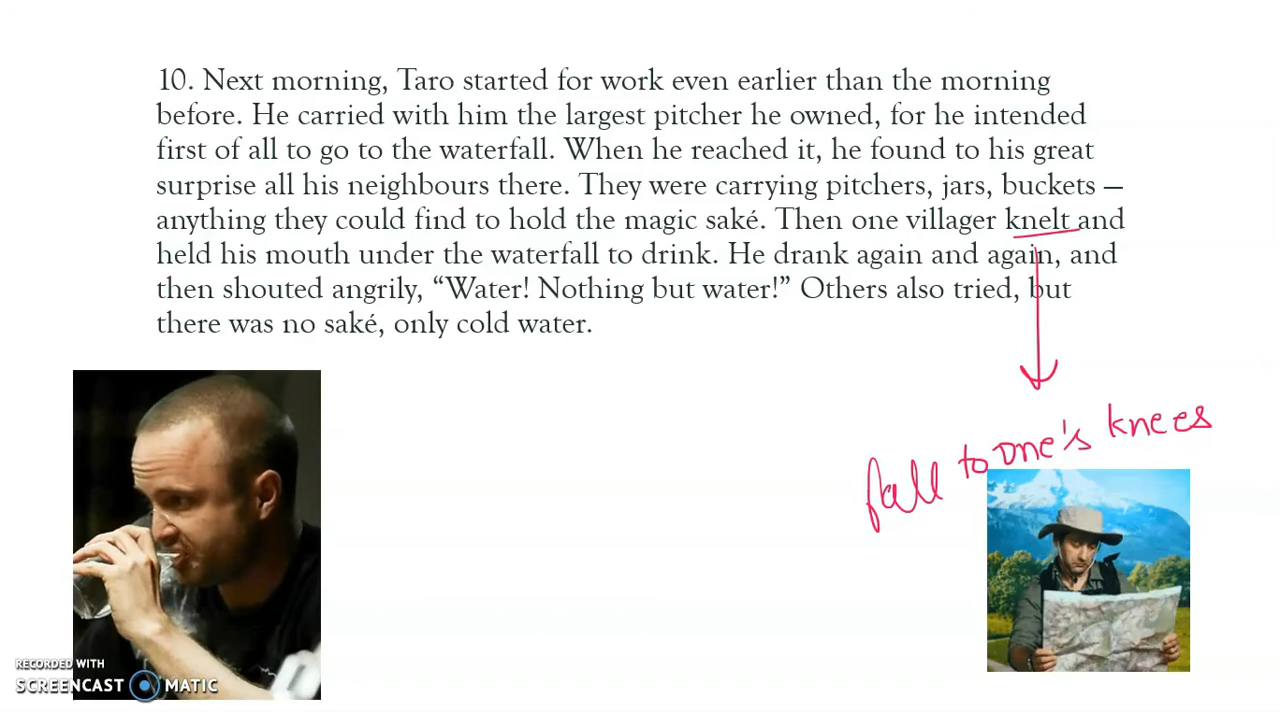 10. Next morning, Taro started for work even earlier than the morning
before. He carried with him the largest pitcher he owned, for he intended
first of all to go to the waterfall. When he reached it, he found to his great
surprise all his neighbours there. They were carrying pitchers, jars, buckets —
anything they could find to hold the magic saké. Then one villager knelt and
held his mouth under the waterfall to drink. He drank again and again, and
then shouted angrily, “Water! Nothing but water!” Others also tried, but
there was no saké, only cold water.
fall to one's knees
RECORDED WITH
SCREENCAST MATIC